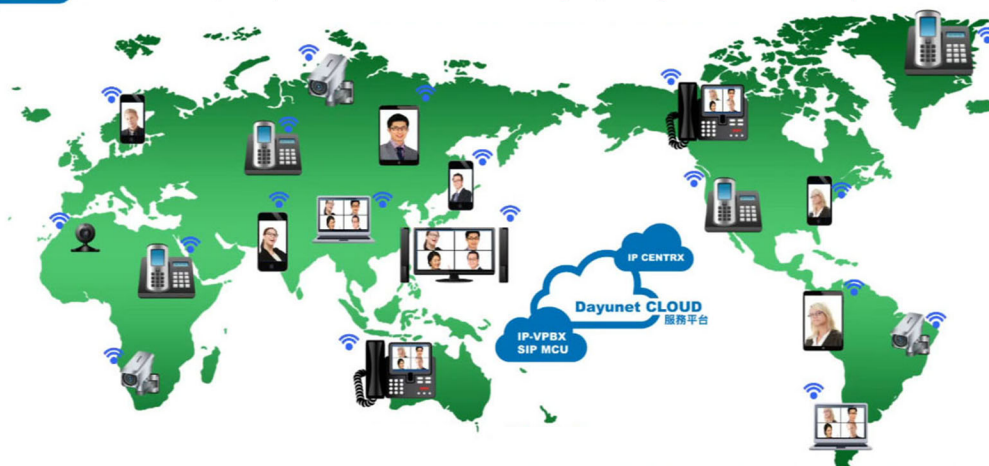 IP CENTRX
Dayunet CLOUD
服務平台
IP-VPBX
SIP MCU